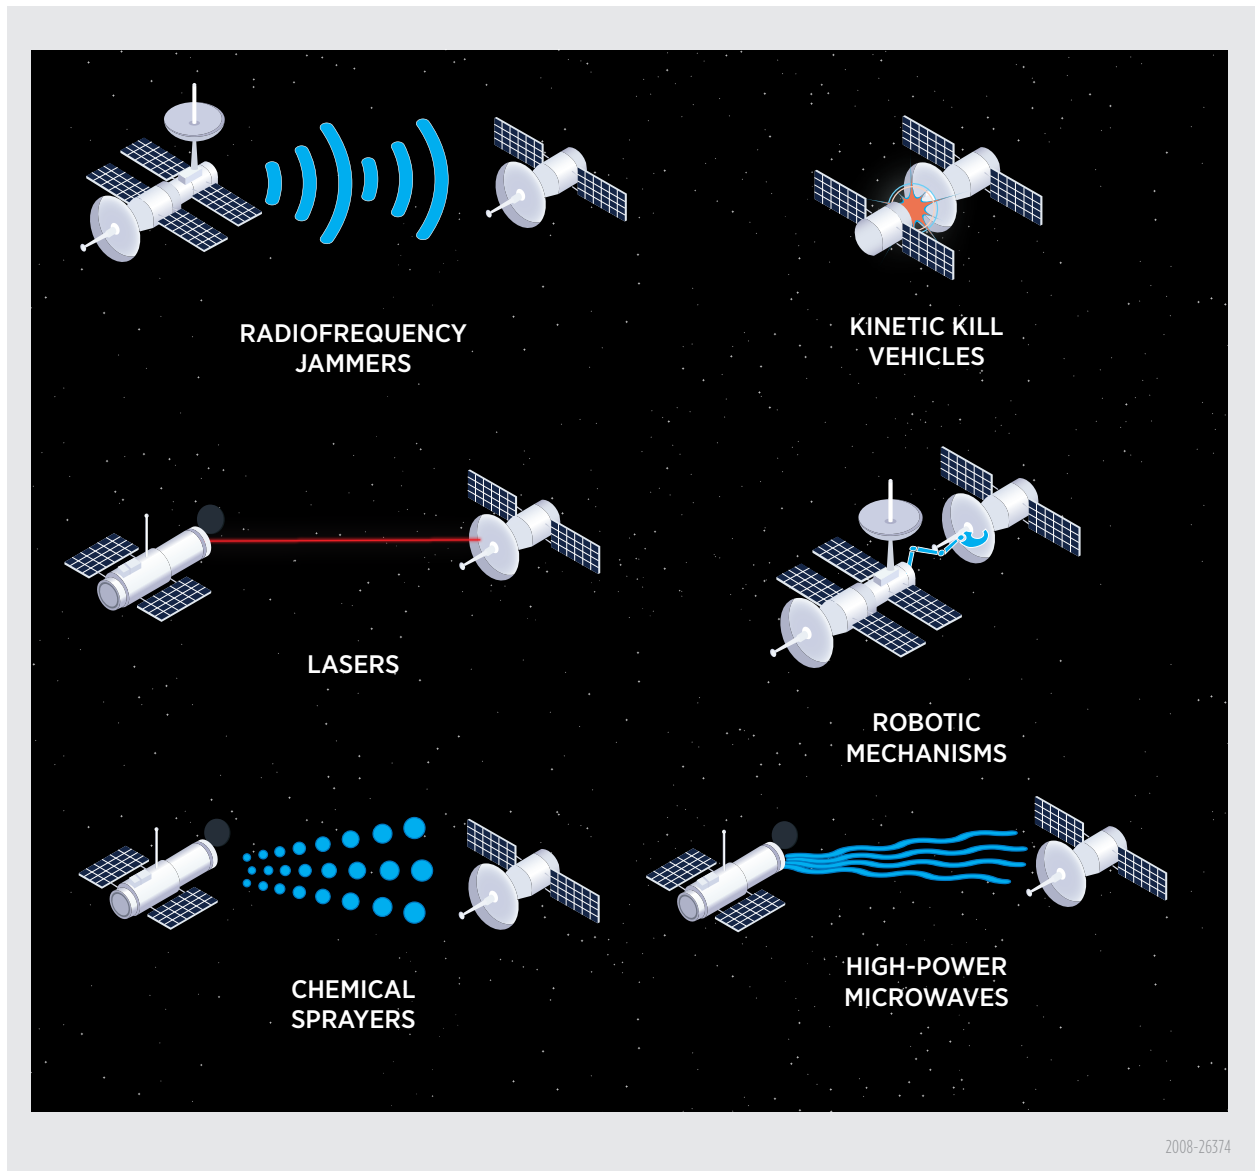 RADIOFREQUENCY
JAMMERS
KINETIC KILL
VEHICLES
LASERS
ROBOTIC
MECHANISMS
CHEMICAL
SPRAYERS
HIGH-POWER
MICROWAVES
2008-26374